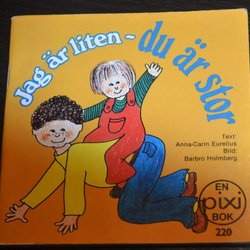 Jag är liten -
du är stor
Text:
Anna-Carin Eurelius
Bild:
Barbro Holmberg
EN
pixi
BOK
220